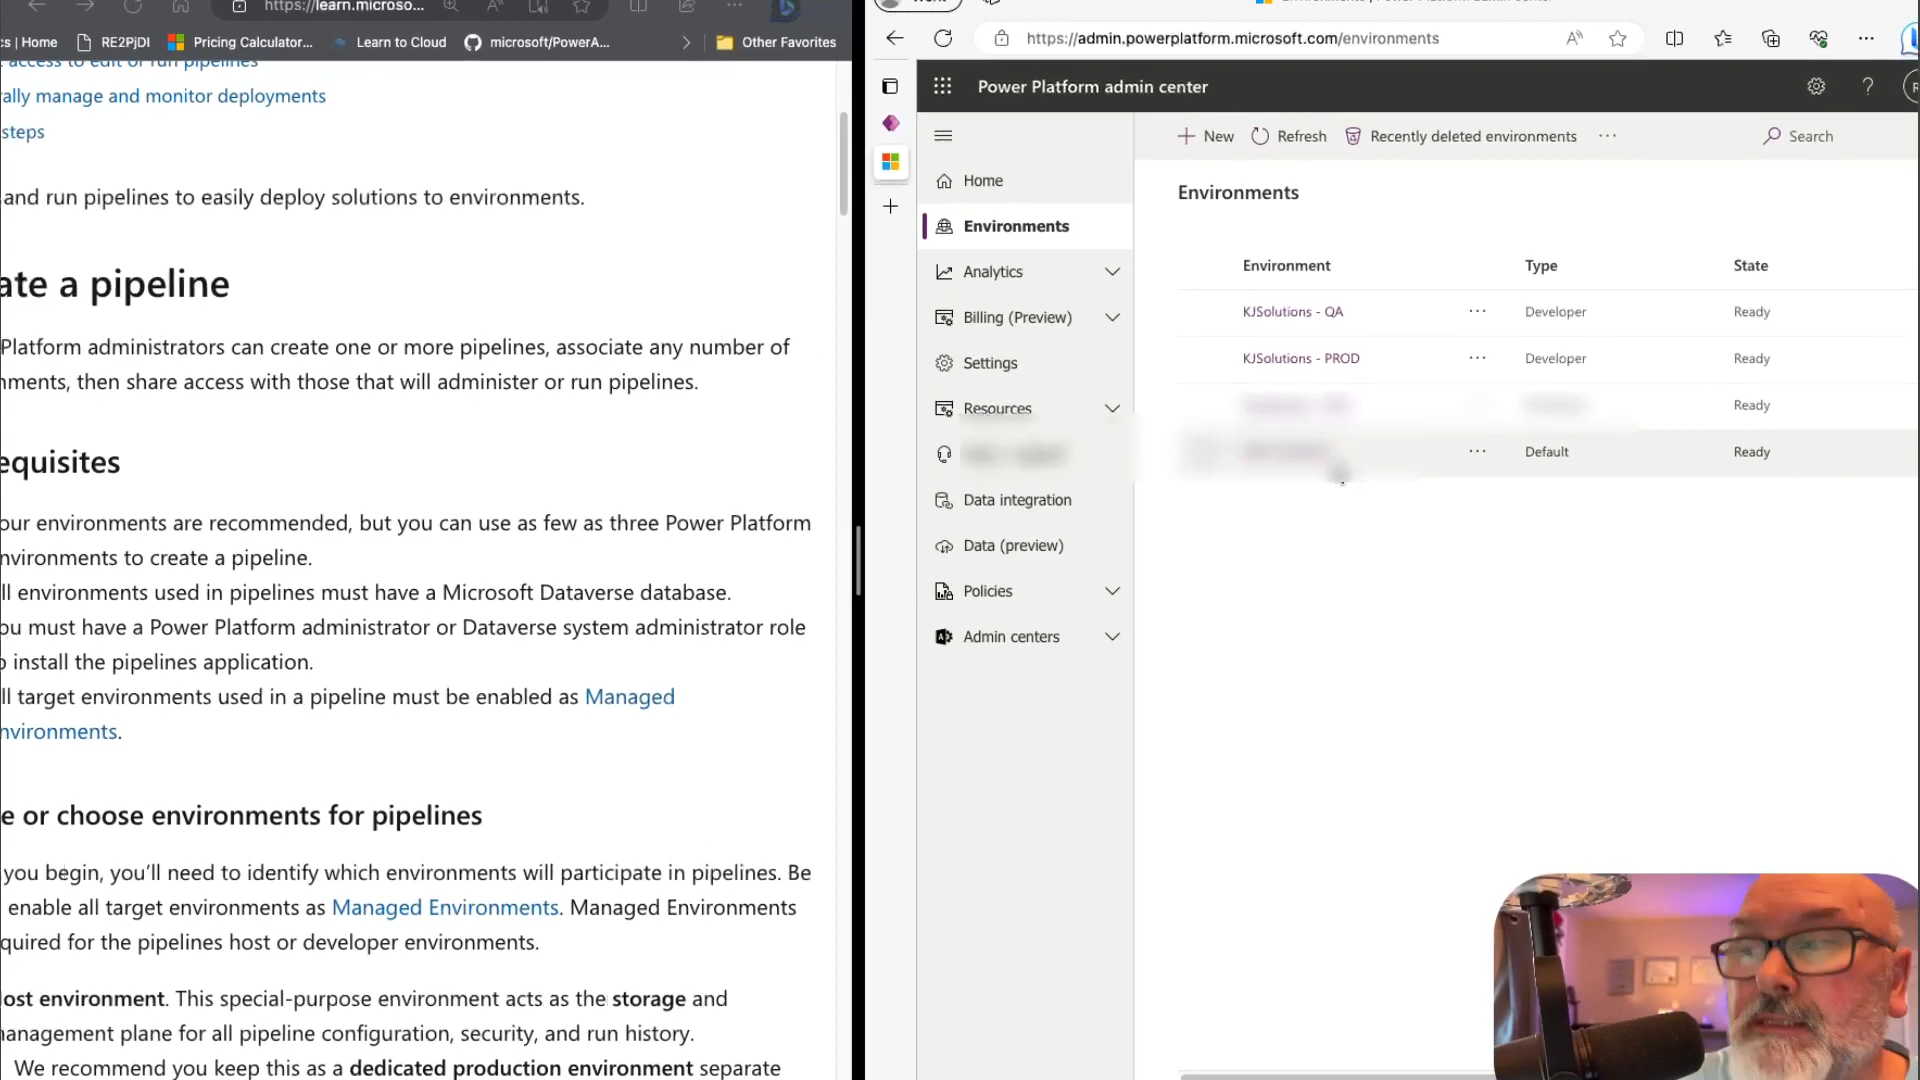 https://learn.microso...
cs | Home
RE2PjDI
Pricing Calculator...
Learn to Cloud
microsoft/PowerA...
Other Favorites
access to edit or run pipelines
rally manage and monitor deployments
steps
and run pipelines to easily deploy solutions to environments.
ate a pipeline
Platform administrators can create one or more pipelines, associate any number of
nments, then share access with those that will administer or run pipelines.
equisites
our environments are recommended, but you can use as few as three Power Platform
nvironments to create a pipeline.
ll environments used in pipelines must have a Microsoft Dataverse database.
ou must have a Power Platform administrator or Dataverse system administrator role
o install the pipelines application.
ll target environments used in a pipeline must be enabled as Managed
nvironments.
e or choose environments for pipelines
you begin, you'll need to identify which environments will participate in pipelines. Be
enable all target environments as Managed Environments. Managed Environments
quired for the pipelines host or developer environments.
ost environment. This special-purpose environment acts as the storage and
anagement plane for all pipeline configuration, security, and run history.
We recommend you keep this as a dedicated production environment separate
https://admin.powerplatform.microsoft.com/environments
Power Platform admin center
New
Refresh
Recently deleted environments
Search
Home
Environments
Analytics
Billing (Preview)
Settings
Resources
Data integration
Data (preview)
Policies
Admin centers
Environments
Environment Type State
KJSolutions - QA Developer Ready
KJSolutions - PROD Developer Ready
Ready
Default Ready